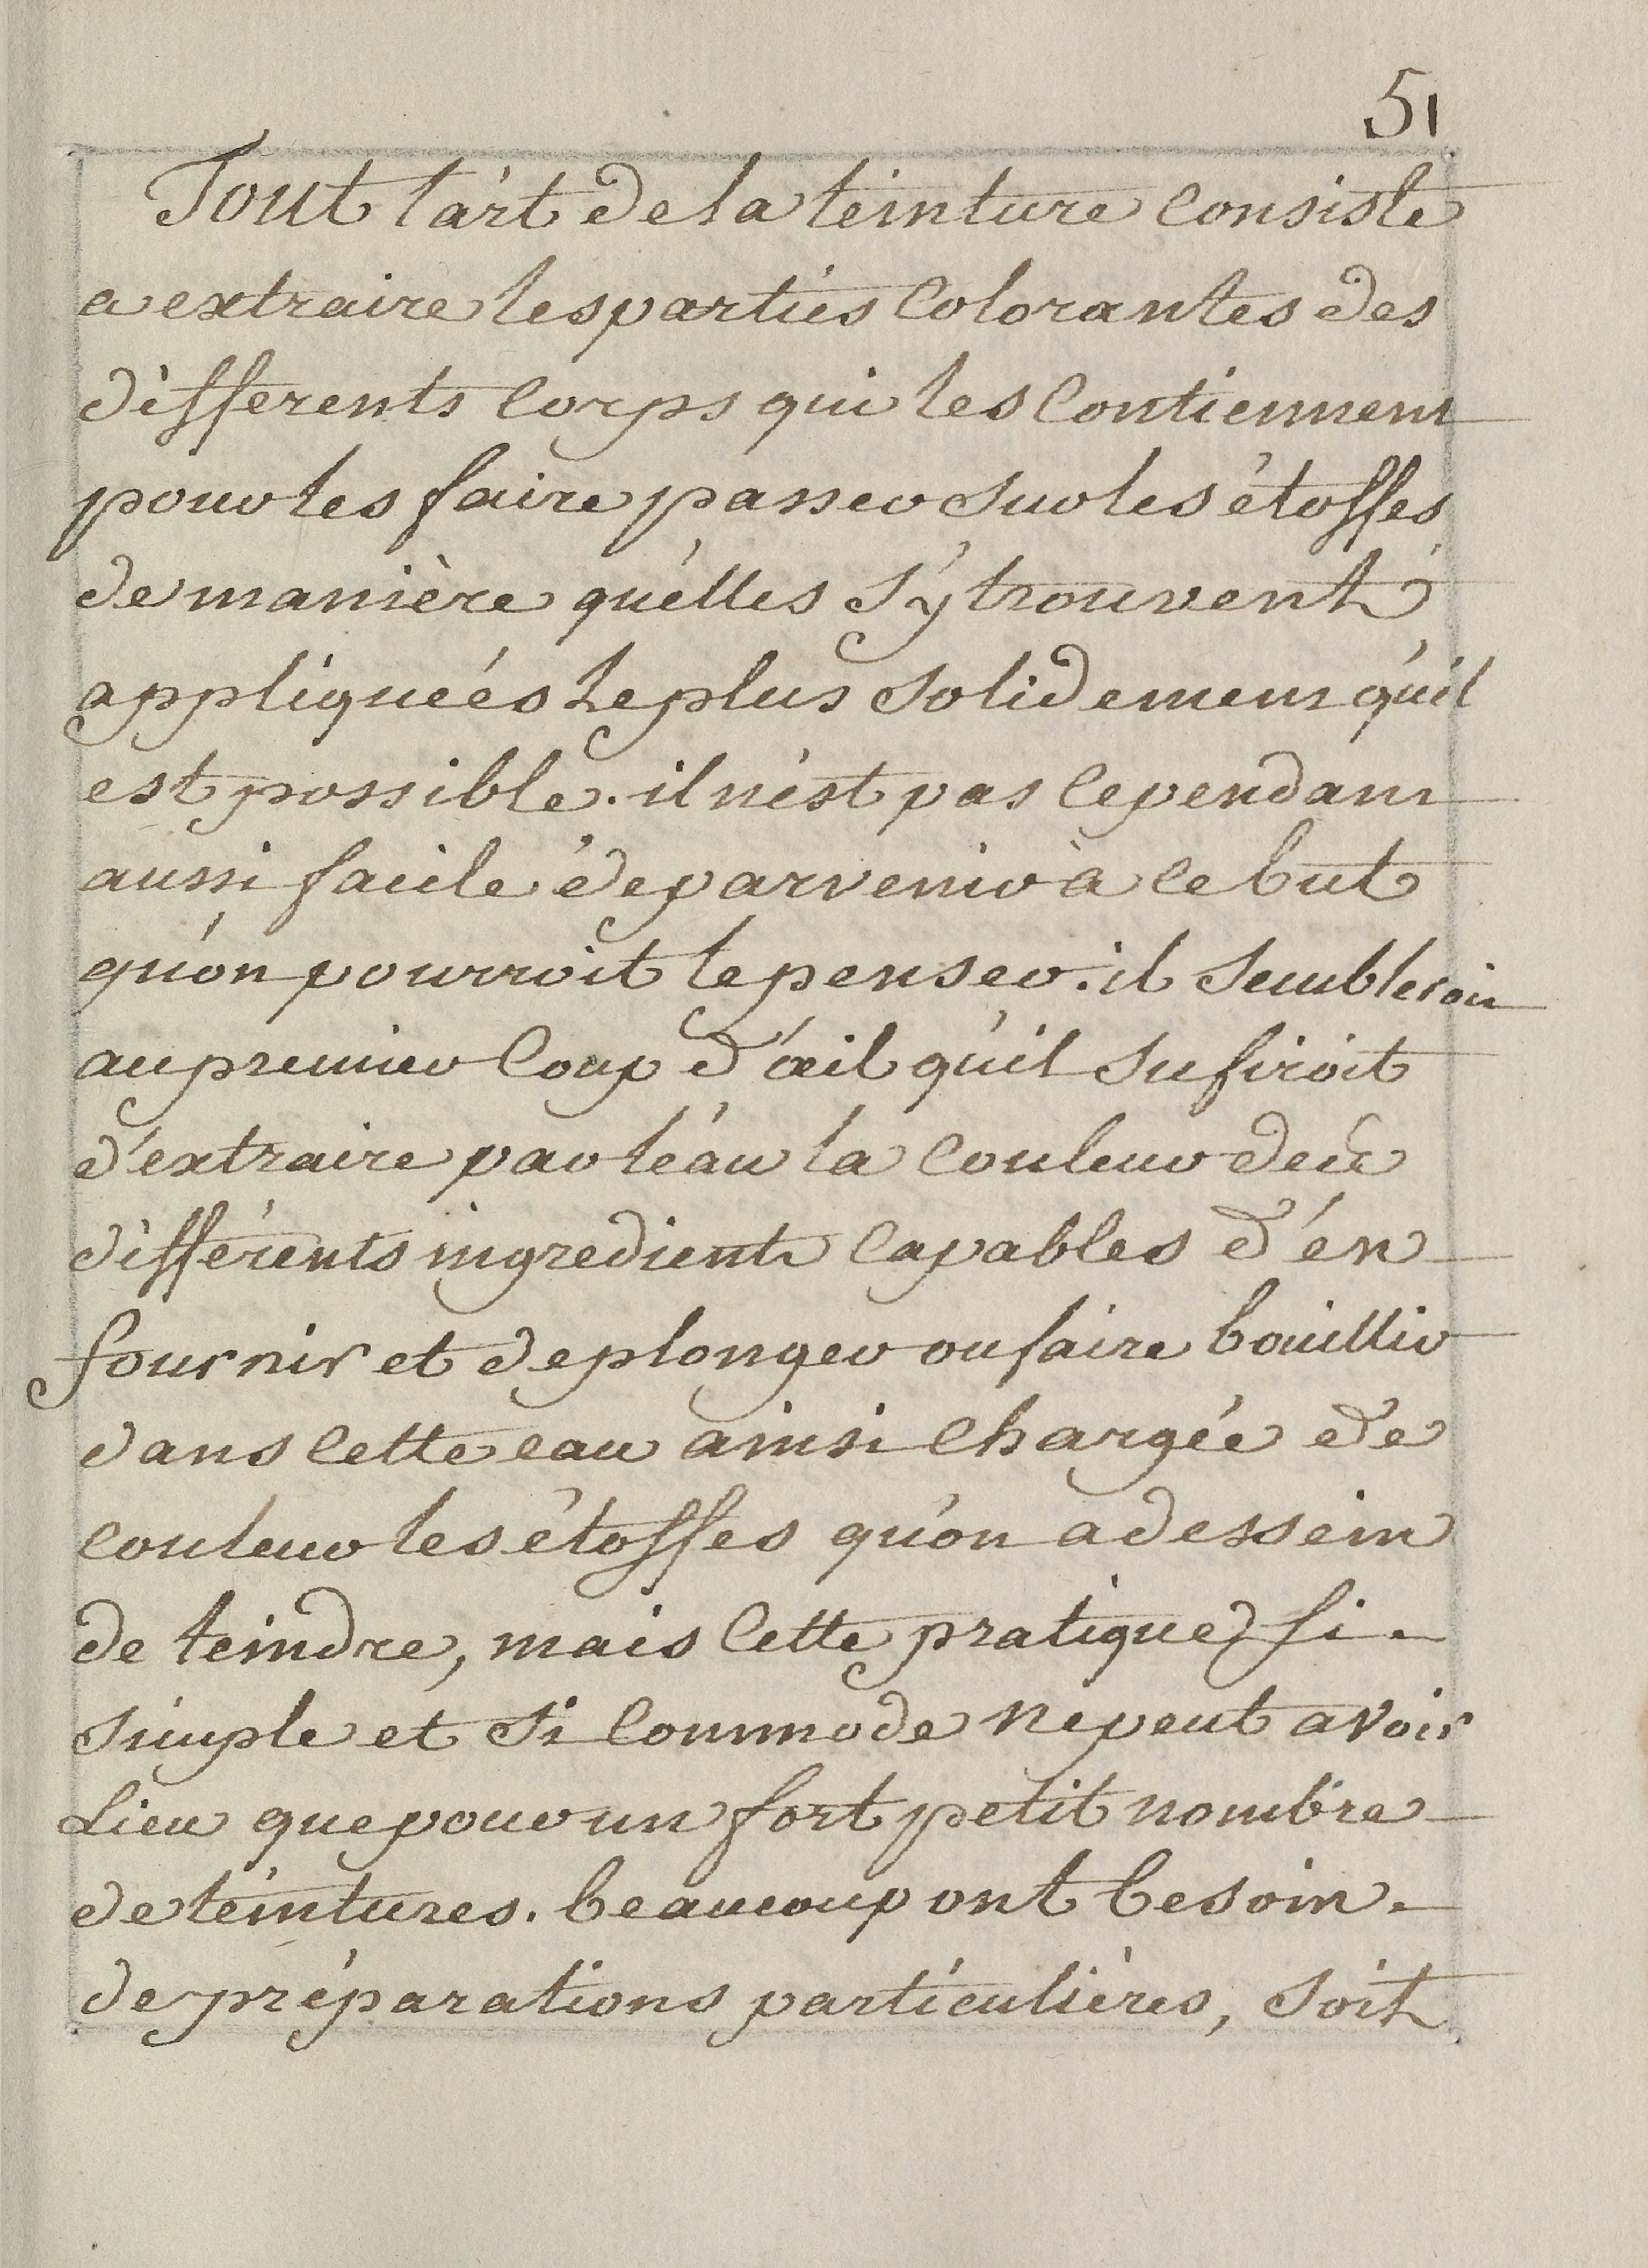 51
Tout l'art de la teinture consiste
a extraire les parties colorantes des
différents corps qui les contiennent
pour les faire passer sur les étoffes
de manière qu'elles s'y trouvent
appliqueés le plus solidement qu'il
est possible. il n'est pas cependant
aussi facile de parvenir à ce but
qu'on pourroit le penser. il sembleroit
au premier coup d'œil qu'il sufiroit
d'extraire par l'eau la couleur des
différents ingredients capables d'en
fournir et de plonger ou faire bouillir
dans cette eau ainsi chargée de
couleur les étoffes qu'on a dessein
de teindre, mais cette pratique si
simple et si commode ne peut avoir
Lieu que pour un fort petit nombre
de teintures. beaucoup ont besoin
de préparations particulières, soit